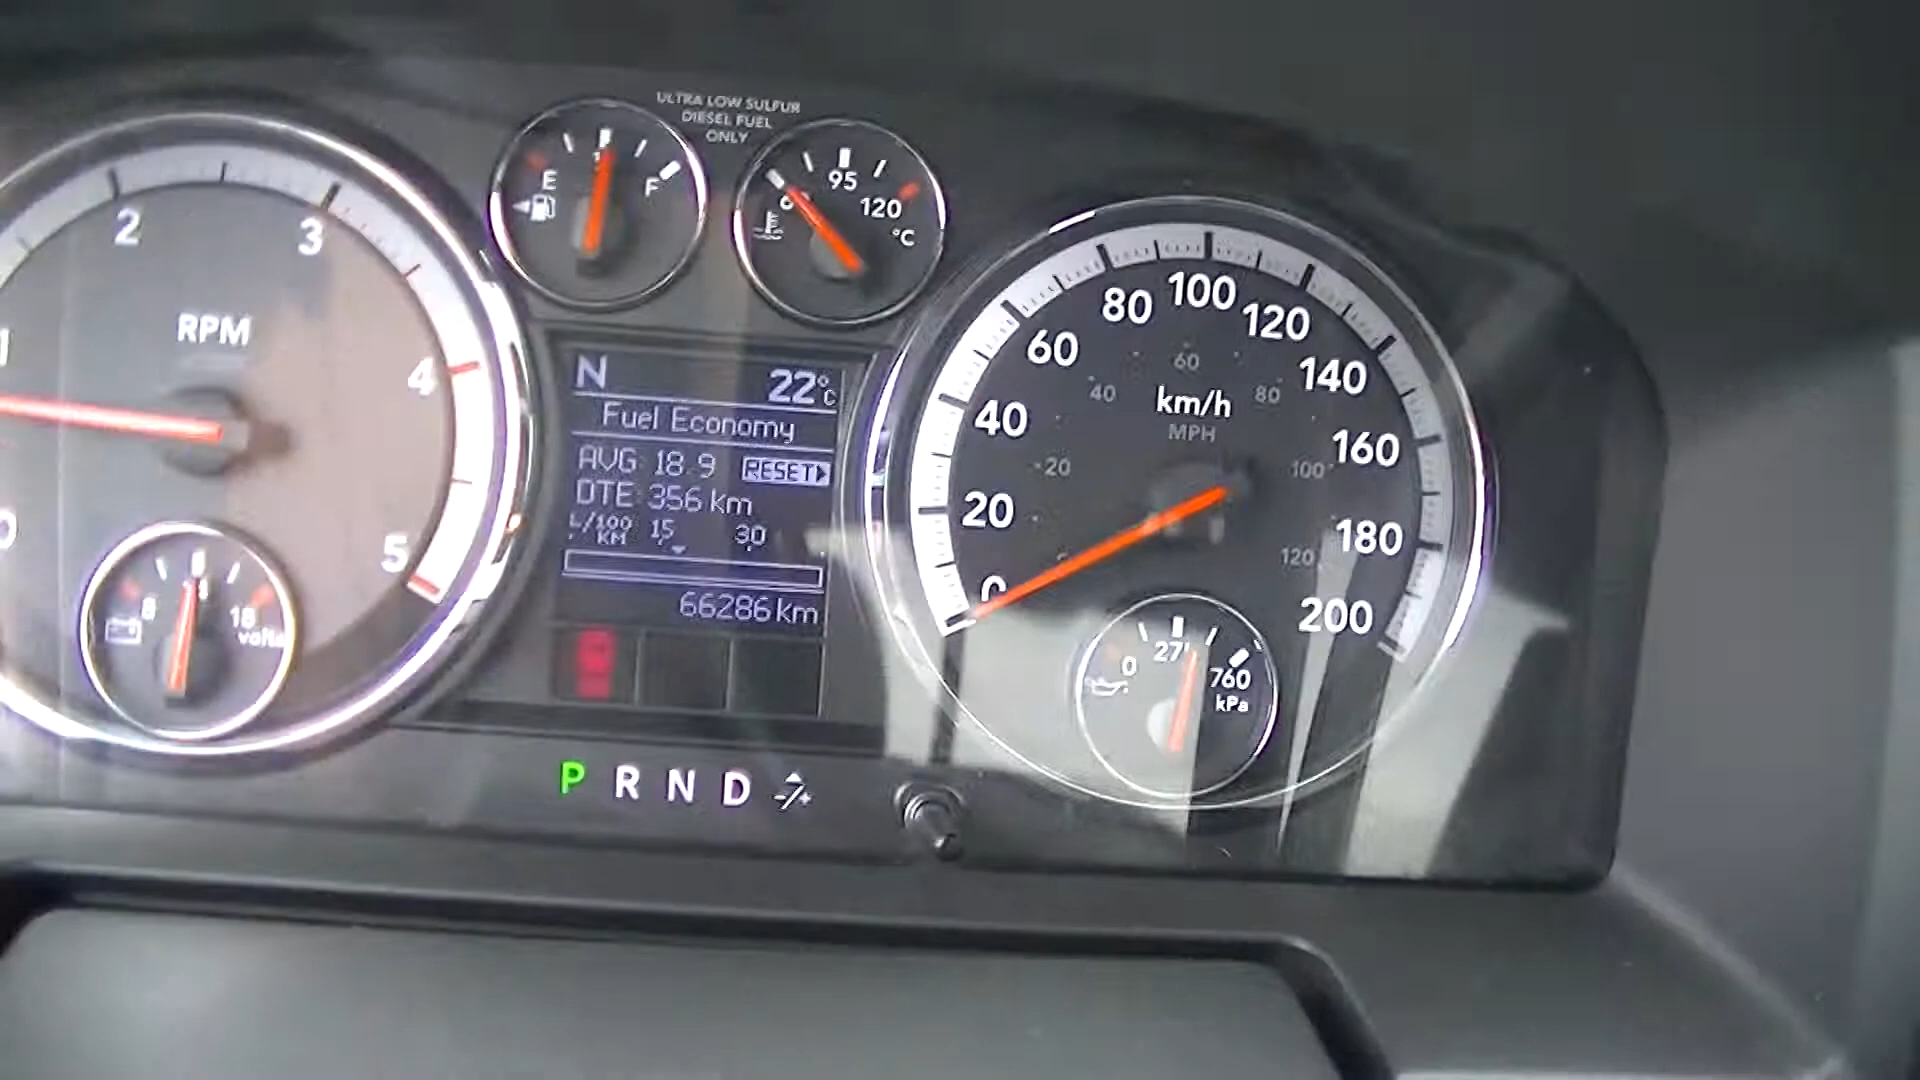 ULTRA LOW SULFUR
DIESEL FUEL
ONLY
E
F
95
120
°C
1
2
3
4
5
0
RPM
8
18
volts
N
22°C
Fuel Economy
AVG 18.9 RESET
DTE: 356 km
L/100
KM
15
30
66286 km
0
20
40
60
80
100
120
140
160
180
200
km/h
MPH
20
40
60
80
100
120
0
760
kPa
P R N D -/+